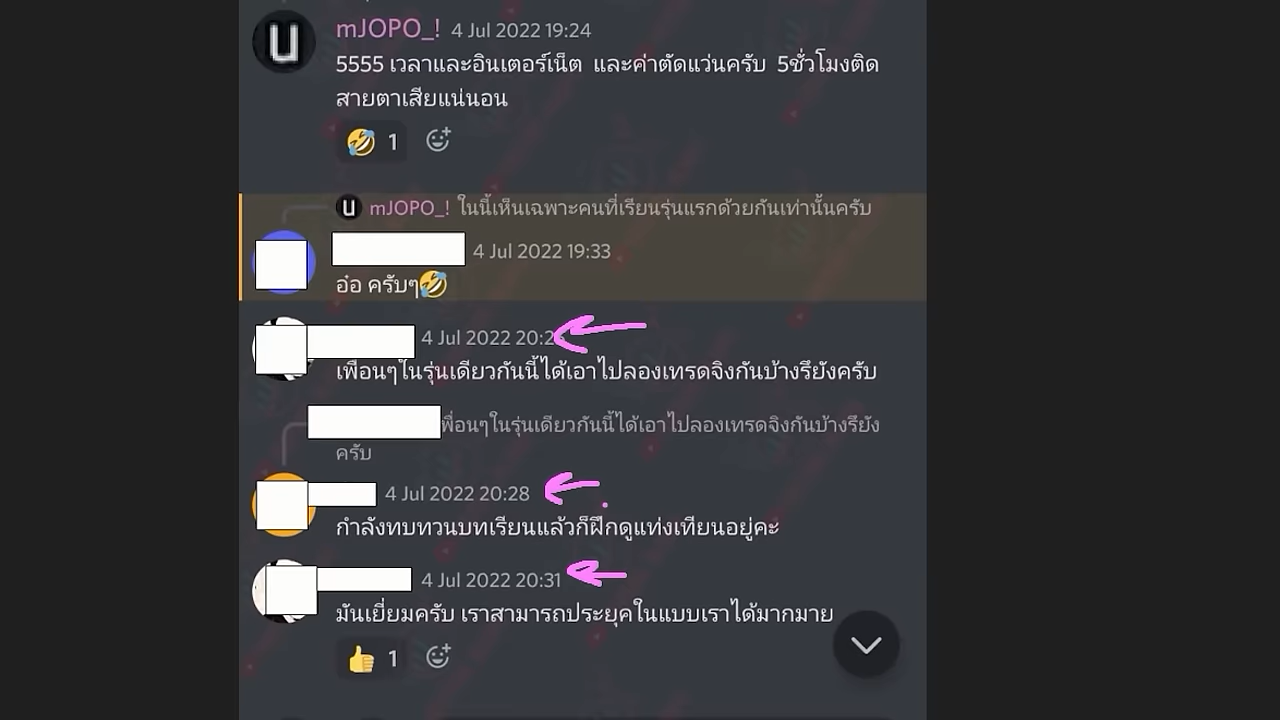 mJOPO_! 4 Jul 2022 19:24
5555 เวลาและอินเตอร์เน็ต และค่าตัดแว่นครับ 5ชั่วโมงติด
สายตาเสียแน่นอน
1
mJOPO_! ในนี้เห็นเฉพาะคนที่เรียนรุ่นแรกด้วยกันเท่านั้นครับ
4 Jul 2022 19:33
อ๋อ ครับๆ
4 Jul 2022
เพื่อนๆในรุ่นเดียวกันนี้ได้เอาไปลองเทรดจิงกันบ้างรึยังครับ
พื่อนๆในรุ่นเดียวกันนี้ได้เอาไปลองเทรดจิงกันบ้างรึยัง
ครับ
4 Jul 2022 20:28
กำลังทบทวนบทเรียนแล้วก็ฝึกดูแท่งเทียนอยู่คะ
4 Jul 2022 20:31
มันเยี่ยมครับ เราสามารถประยุคในแบบเราได้มากมาย
1